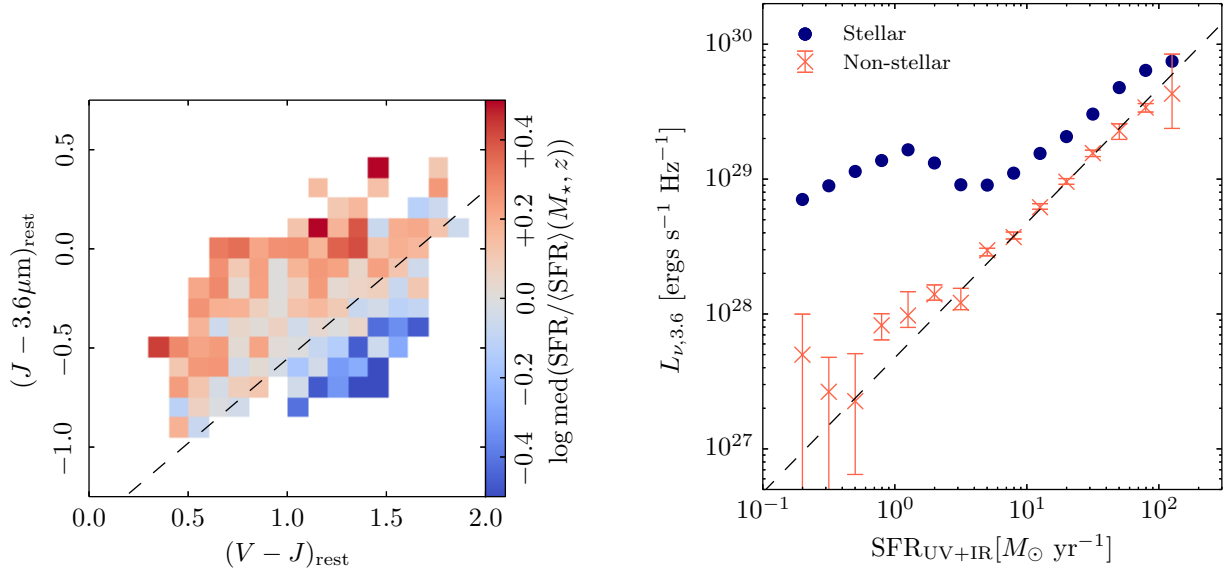 0.5
0.0
−0.5
−1.0
(J − 3.6μm)rest
0.0 0.5 1.0 1.5 2.0
(V − J)rest
+0.4
+0.2
0.0
−0.2
−0.4
log med(SFR/⟨SFR⟩(M⋆, z))
Stellar
Non-stellar
10^30
10^29
10^28
10^27
Lν,3.6 [ergs s^−1 Hz^−1]
10^−1 10^0 10^1 10^2
SFR_UV+IR[M⊙ yr^−1]